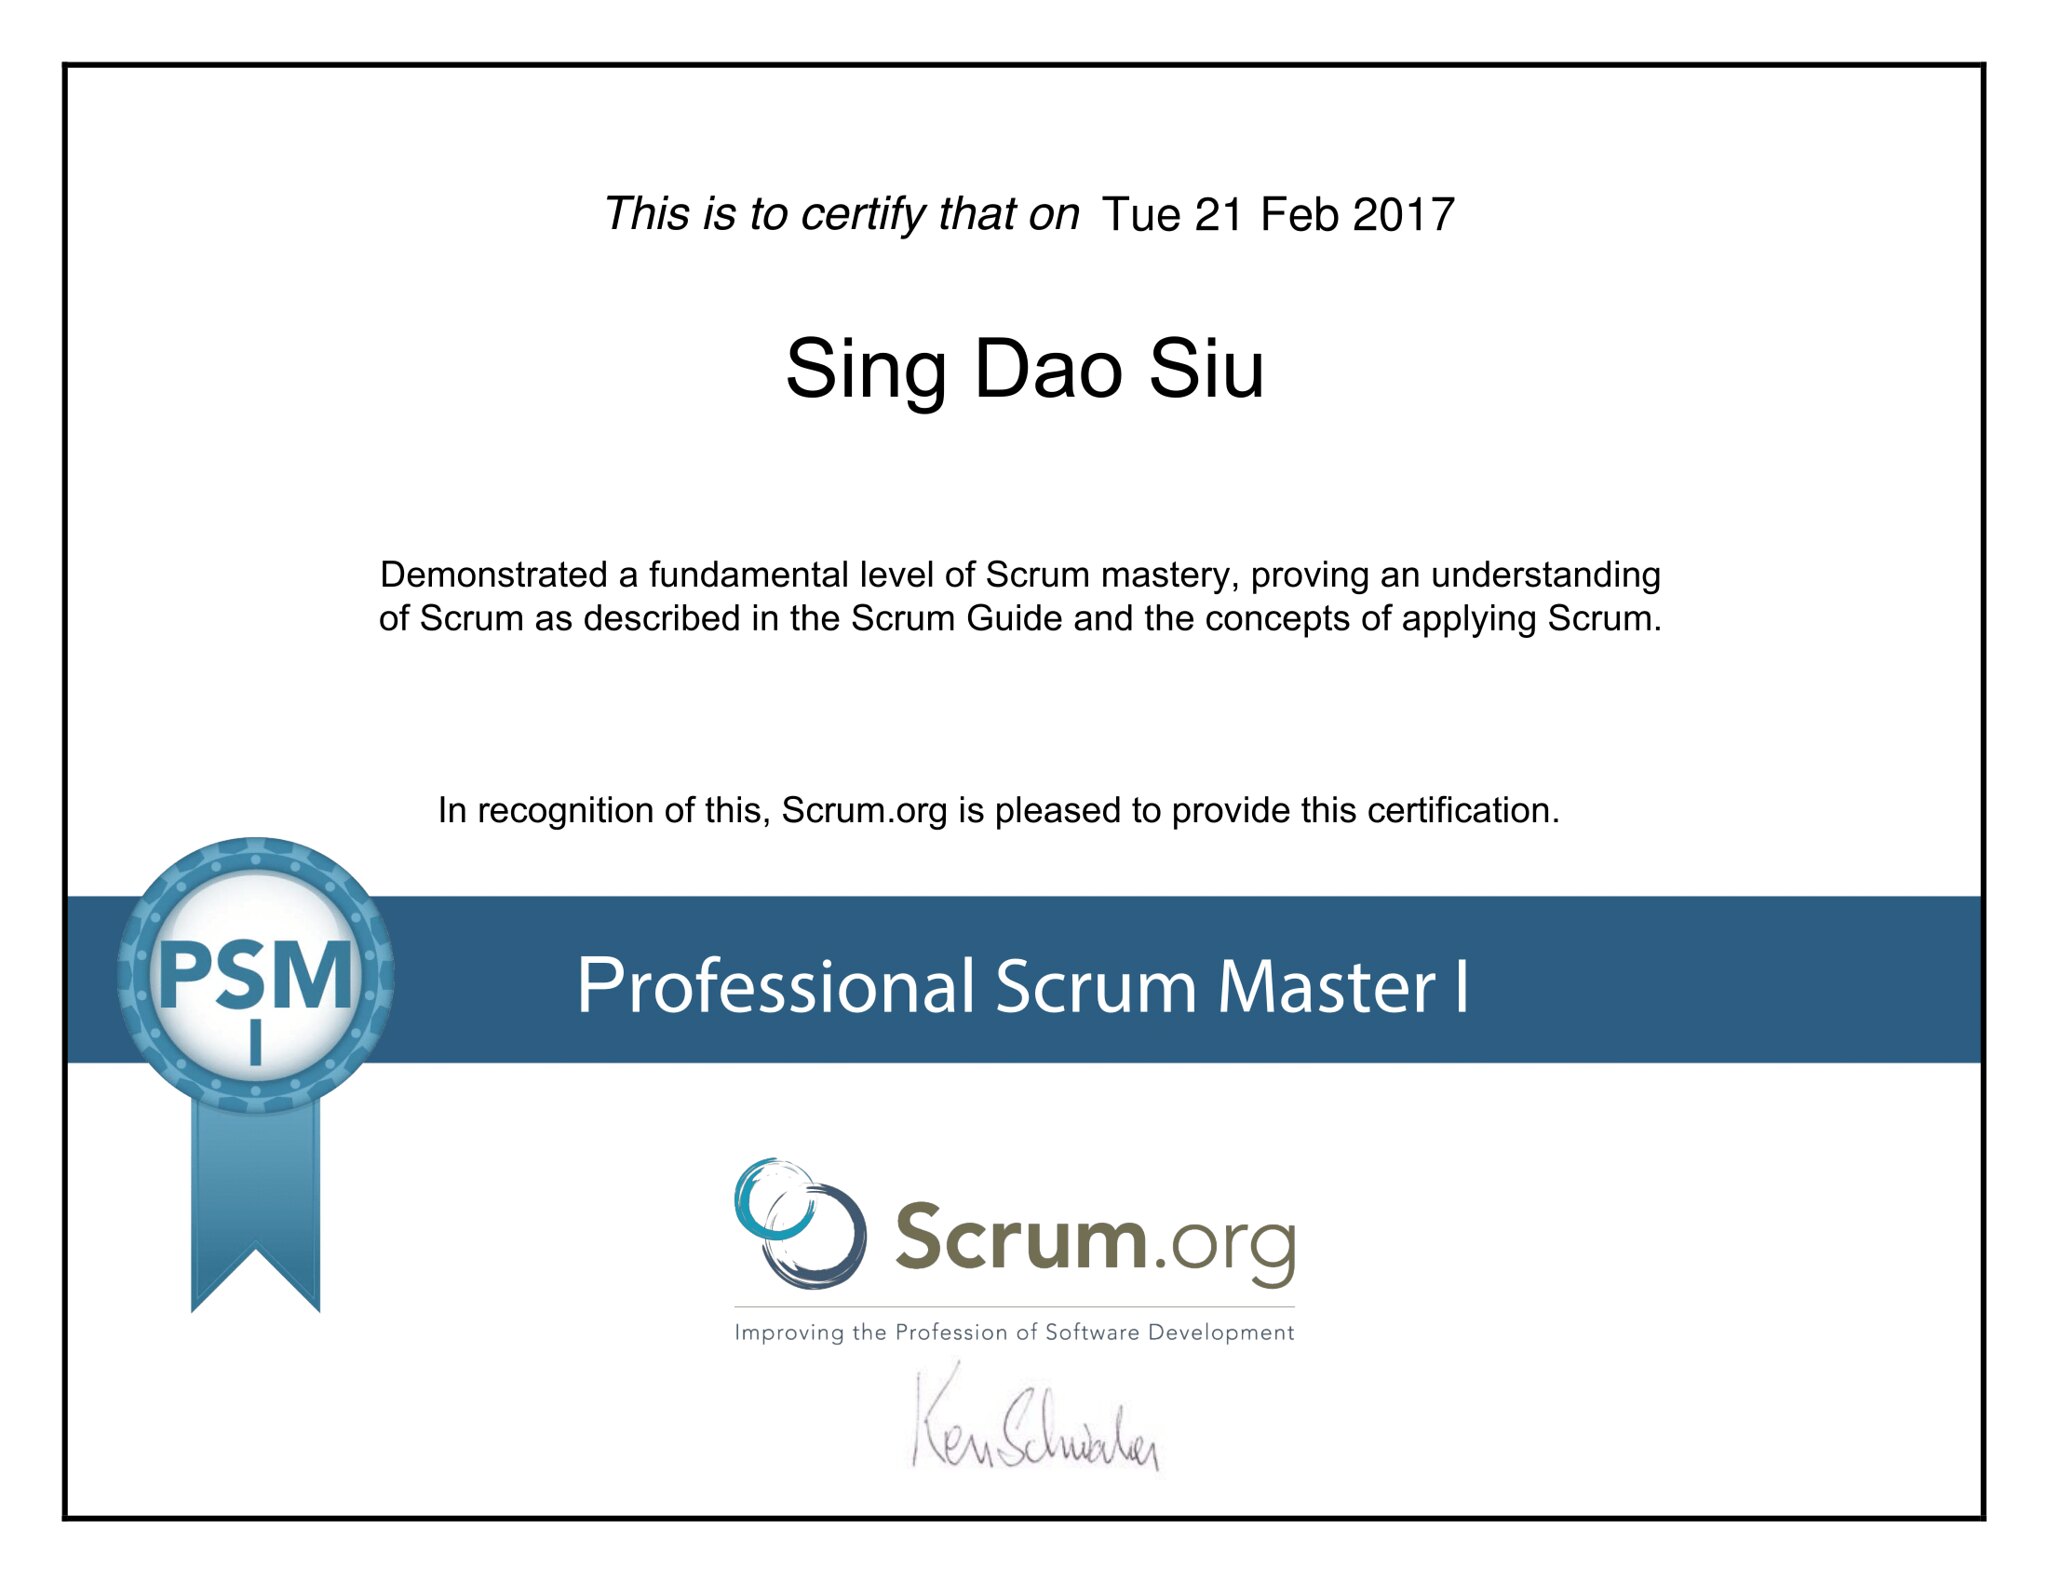 This is to certify that on Tue 21 Feb 2017
Sing Dao Siu
Demonstrated a fundamental level of Scrum mastery, proving an understanding
of Scrum as described in the Scrum Guide and the concepts of applying Scrum.
In recognition of this, Scrum.org is pleased to provide this certification.
PSM
I
Professional Scrum Master I
Scrum.org
Improving the Profession of Software Development
Ken Schwaber